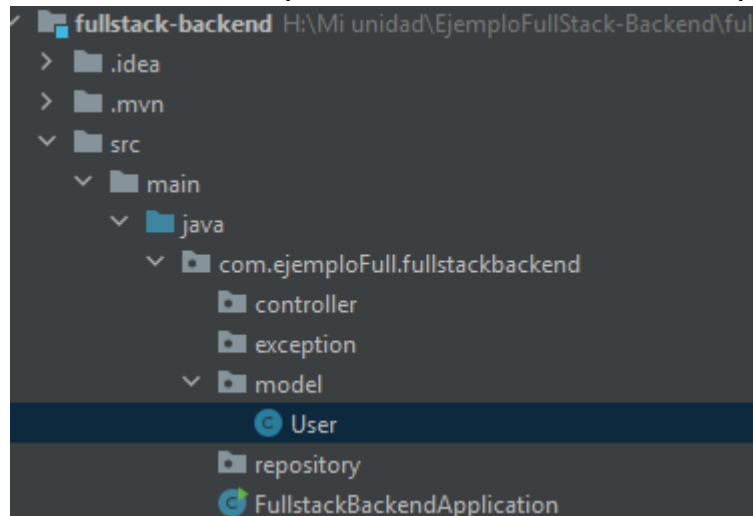 fullstack-backend H:\Mi unidad\EjemploFullStack-Backend\ful
.idea
.mvn
src
main
java
com.ejemploFull.fullstackbackend
controller
exception
model
User
repository
FullstackBackendApplication